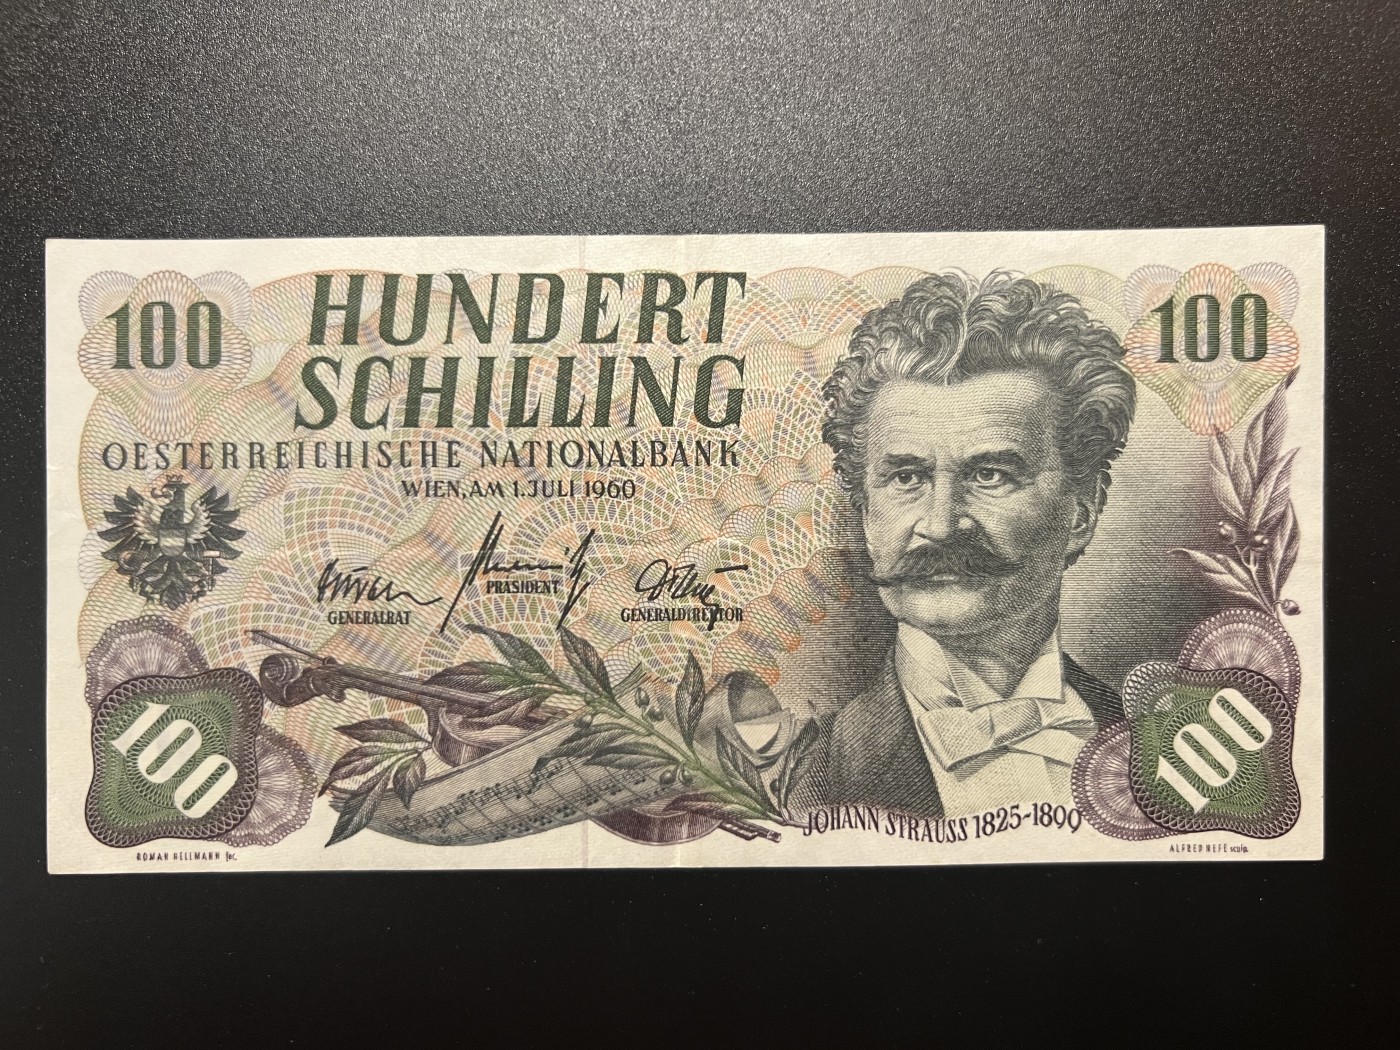 100
HUNDERT
SCHILLING
100
OESTERREICHISCHE NATIONALBANK
WIEN, AM 1. JULI 1960
GENERALRAT
PRÄSIDENT
GENERALDIREKTOR
100
100
JOHANN STRAUSS 1825-1899
ROMAN HELLMANN fec.
ALFRED NEFE sculp.